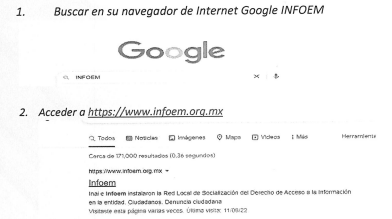 1. Buscar en su navegador de Internet Google INFOEM
Google
INFOEM
2. Acceder a https://www.infoem.org.mx
Todos Noticias Imágenes Maps Videos Más Herramienta
Cerca de 171,000 resultados (0.36 segundos)
https://www.infoem.org.mx
Infoem
Inai e Infoem instalaron la Red Local de Socialización del Derecho de Acceso a la Información
en la entidad. Ciudadanos. Denuncia ciudadana
Visitaste esta página varias veces. Última visita: 11/09/22